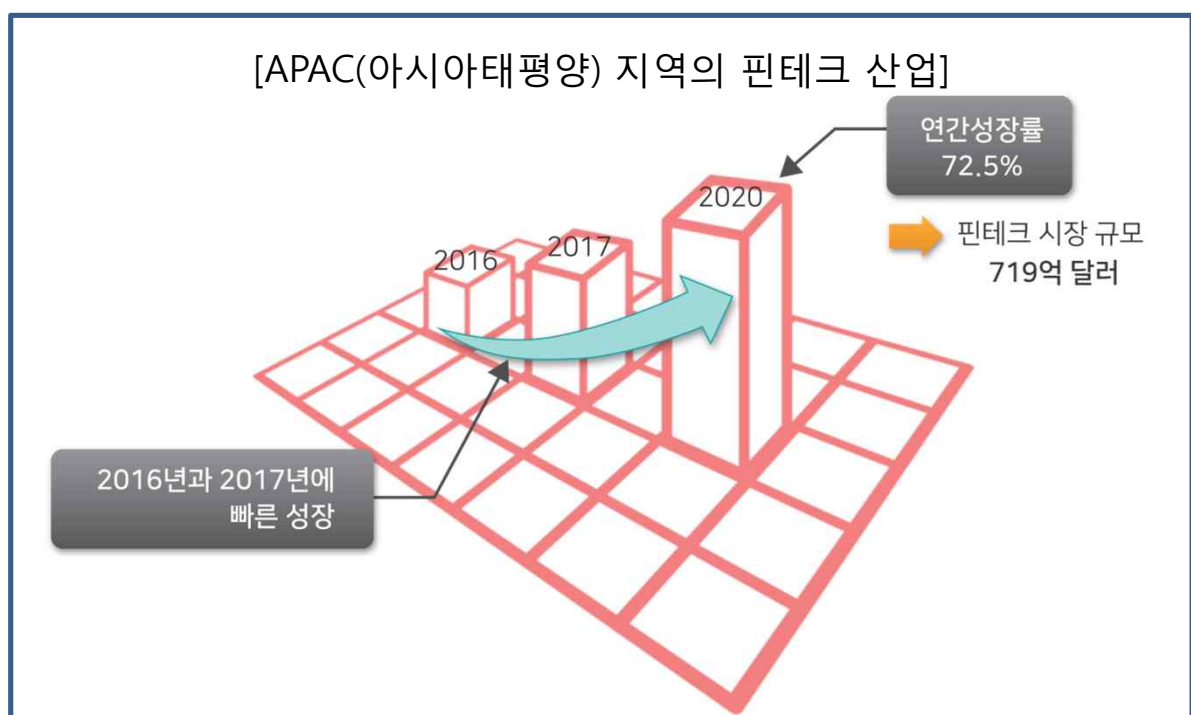 [APAC(아시아태평양) 지역의 핀테크 산업]
연간성장률
72.5%
2020
핀테크 시장 규모
719억 달러
2017
2016
2016년과 2017년에
빠른 성장